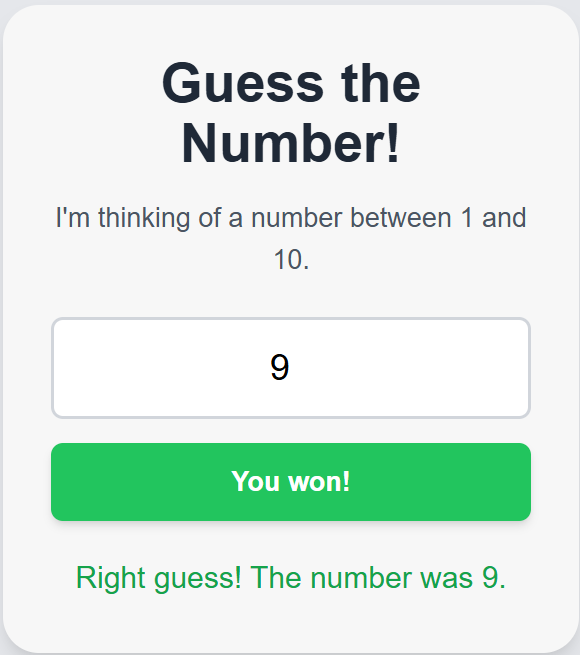 Guess the
Number!
I'm thinking of a number between 1 and
10.
9
You won!
Right guess! The number was 9.